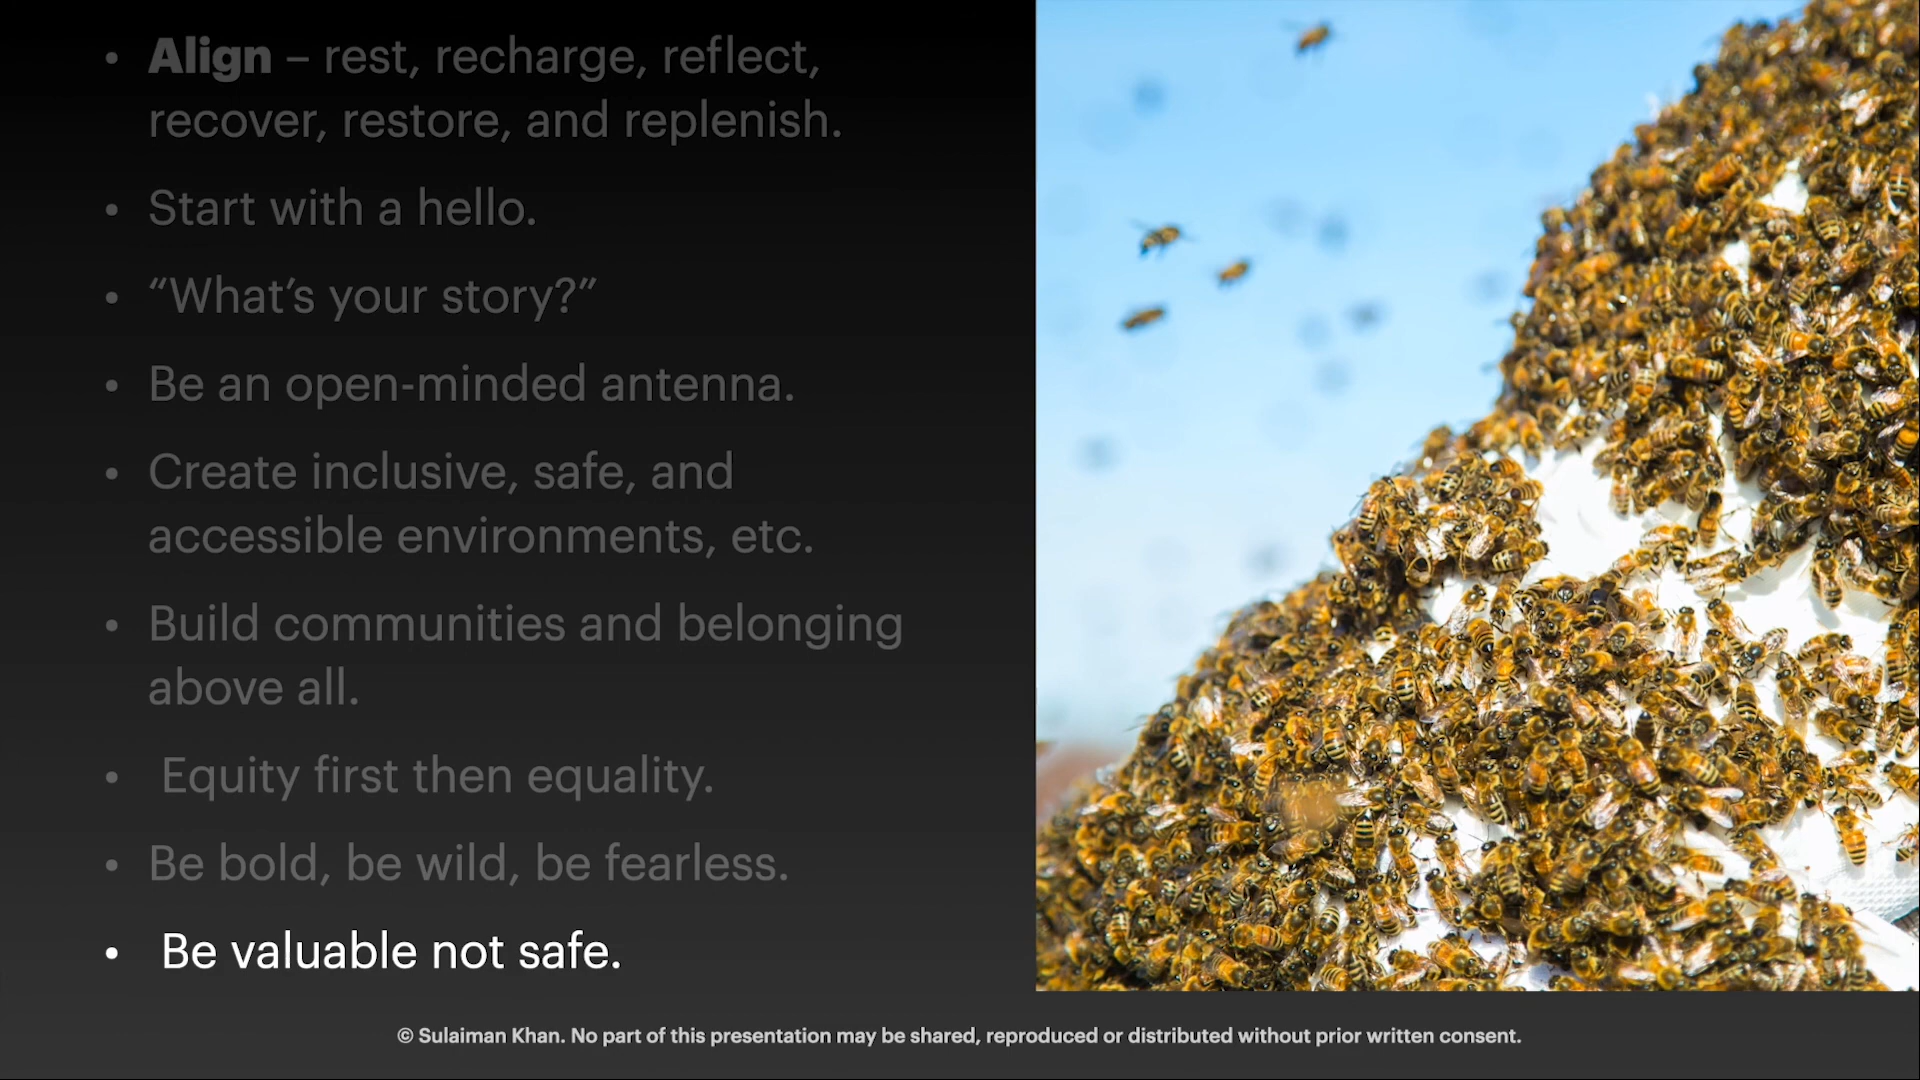 • Align – rest, recharge, reflect,
recover, restore, and replenish.
• Start with a hello.
• “What’s your story?”
• Be an open-minded antenna.
• Create inclusive, safe, and
accessible environments, etc.
• Build communities and belonging
above all.
• Equity first then equality.
• Be bold, be wild, be fearless.
• Be valuable not safe.
© Sulaiman Khan. No part of this presentation may be shared, reproduced or distributed without prior written consent.